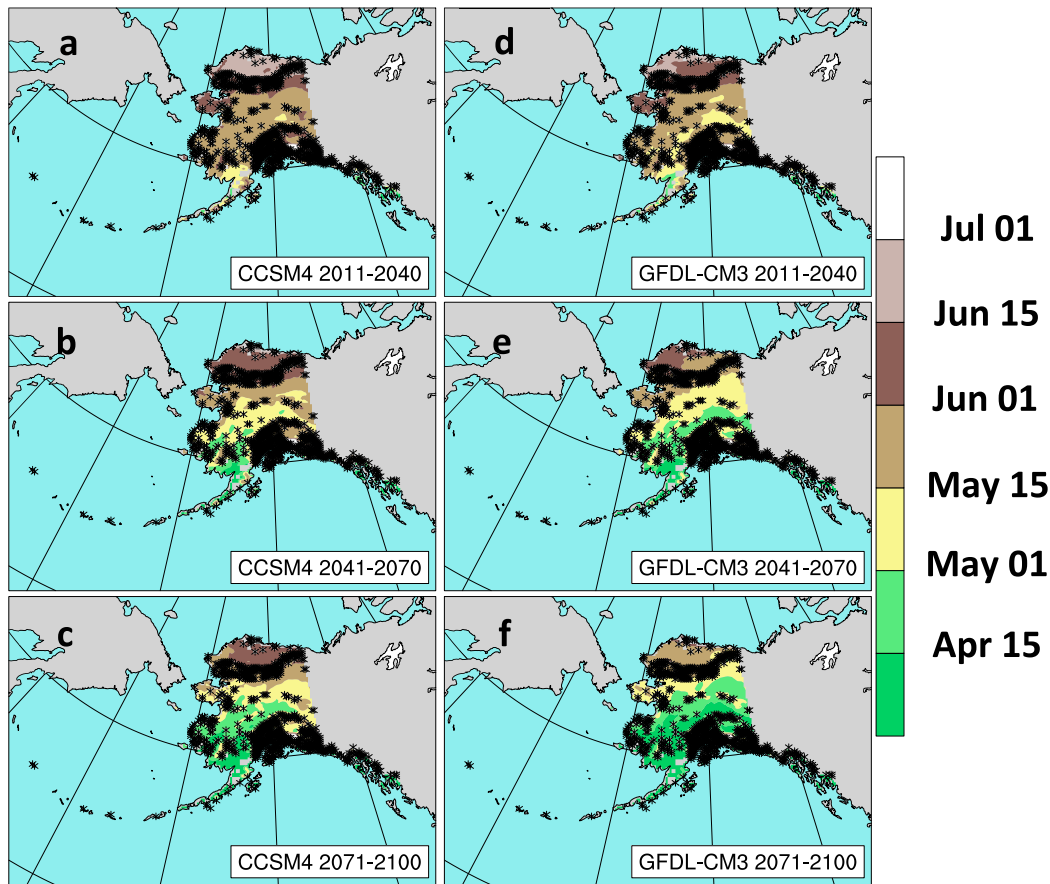 a
CCSM4 2011-2040
d
GFDL-CM3 2011-2040
b
CCSM4 2041-2070
e
GFDL-CM3 2041-2070
c
CCSM4 2071-2100
f
GFDL-CM3 2071-2100
Jul 01
Jun 15
Jun 01
May 15
May 01
Apr 15